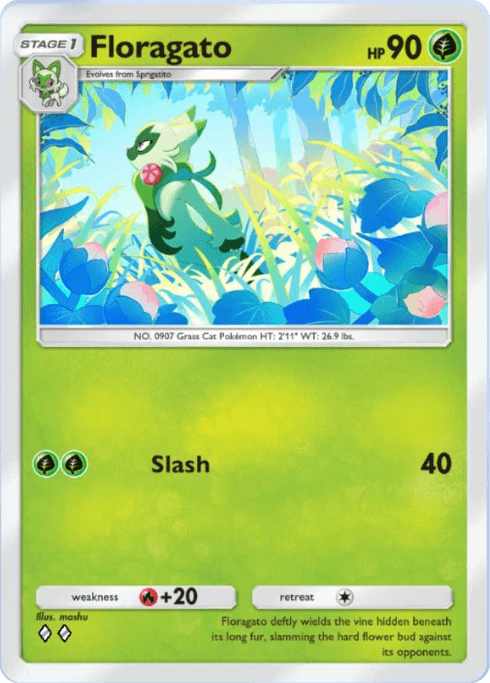 STAGE 1 Floragato HP 90
Evolves from Sprigatito
NO. 0907 Grass Cat Pokémon HT: 2'11" WT: 26.9 lbs.
Slash 40
weakness +20 retreat
Illus. mashu
Floragato deftly wields the vine hidden beneath
its long fur, slamming the hard flower bud against
its opponents.